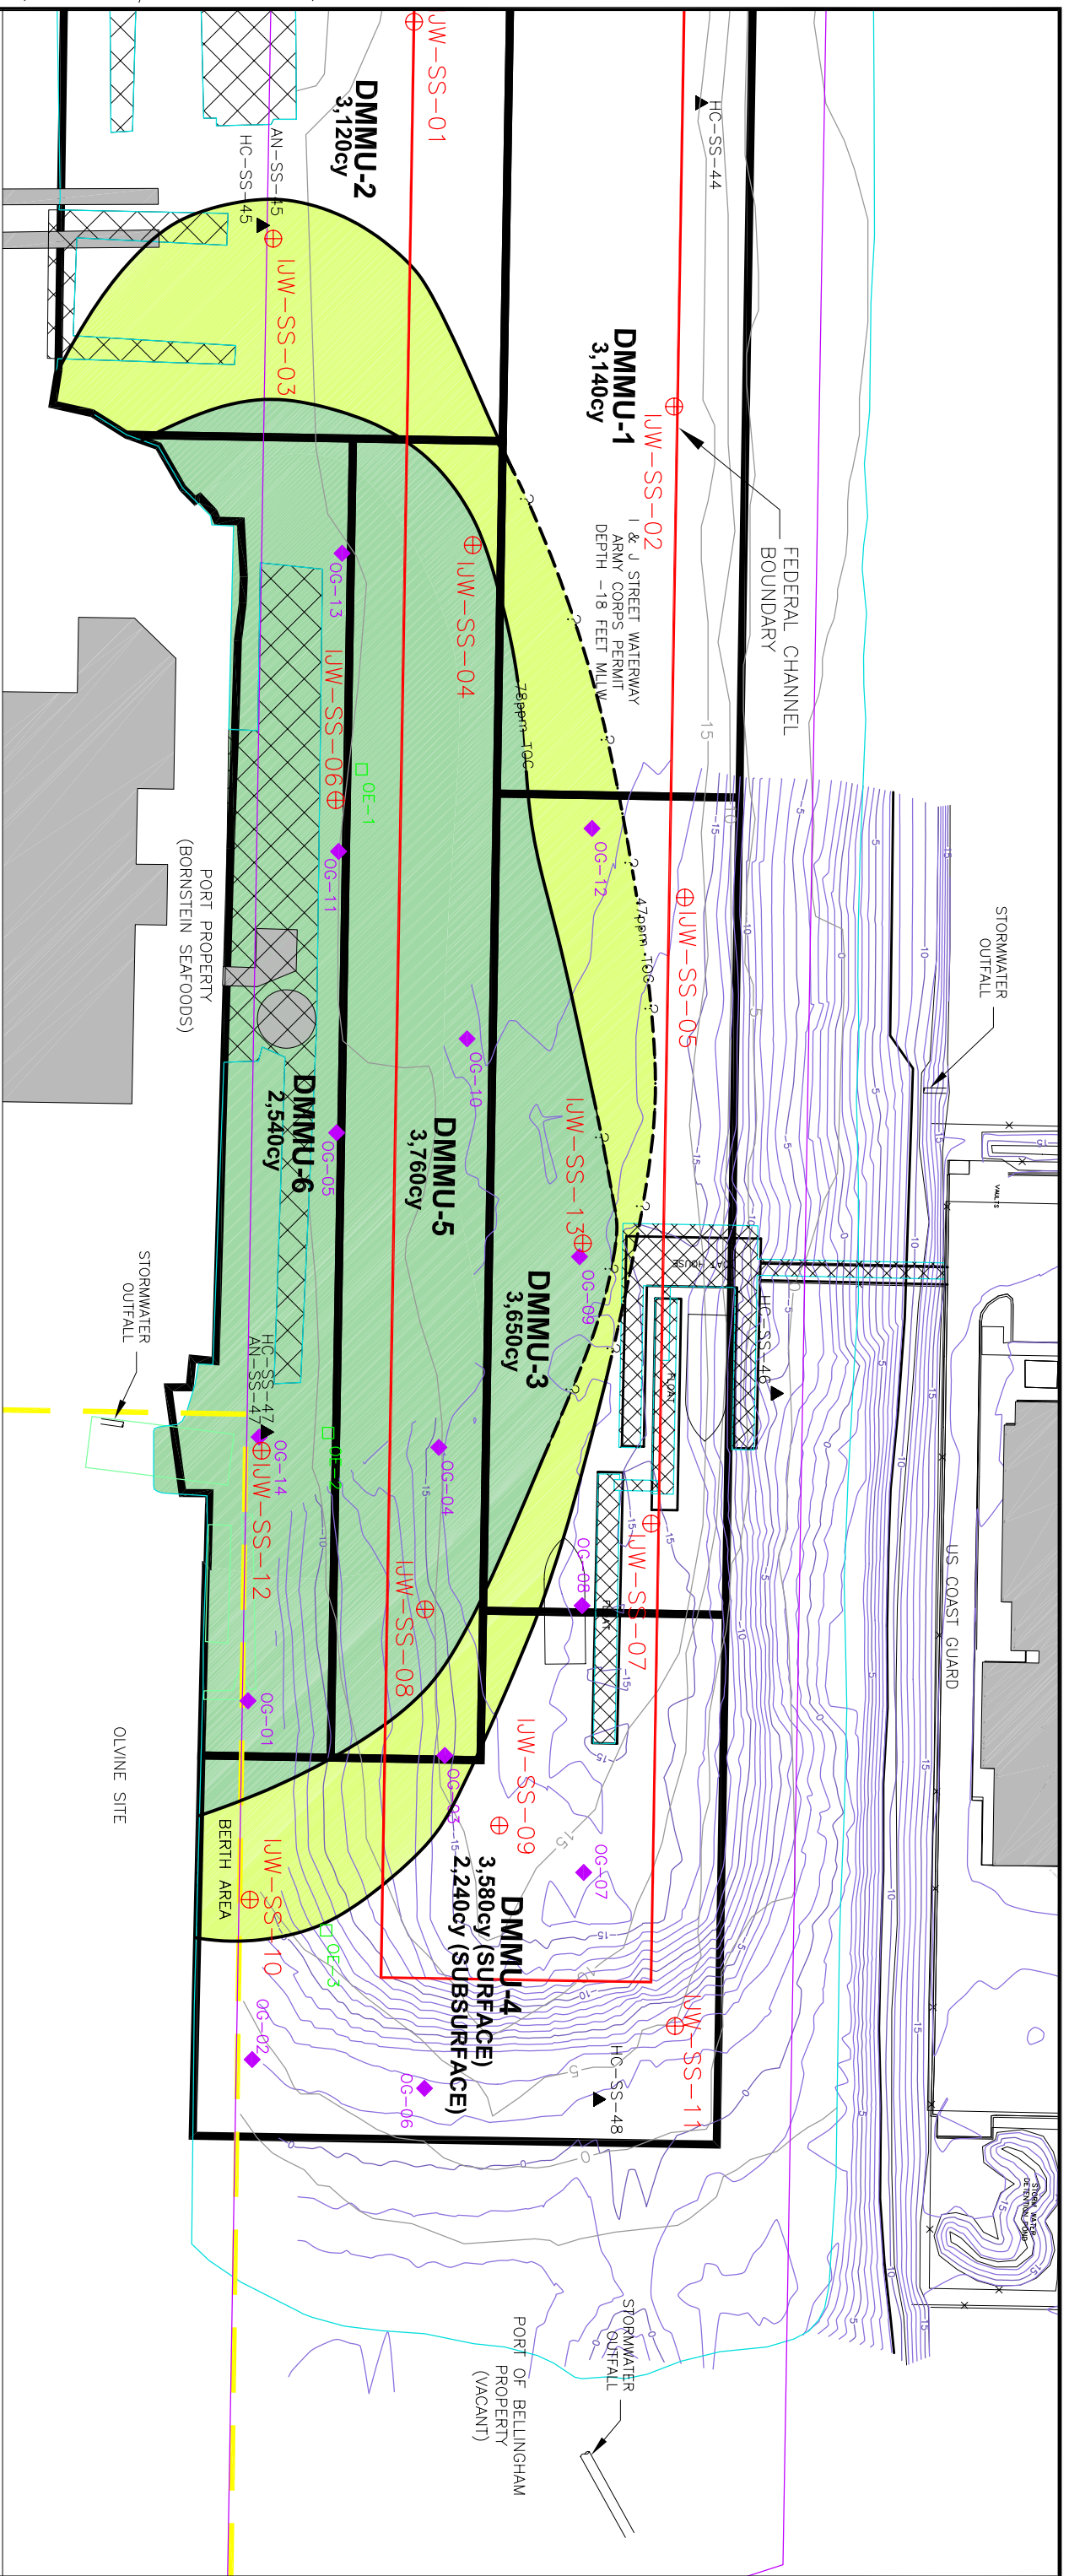 IJW-SS-01
DMMU-2
3,120cy
HC-SS-44
AN-SS-45
HC-SS-45
IJW-SS-03
DMMU-1
3,140cy
IJW-SS-02
FEDERAL CHANNEL
BOUNDARY
I & J STREET WATERWAY
ARMY CORPS PERMIT
DEPTH -18 FEET MLLW
IJW-SS-04
OG-13
IJW-SS-06
OE-1
OG-11
78ppm TOC
47ppm TOC
OG-12
IJW-SS-05
STORMWATER
OUTFALL
PORT PROPERTY
(BORNSTEIN SEAFOODS)
OG-10
IJW-SS-13
OG-09
DMMU-6
2,540cy
OG-05
DMMU-5
3,760cy
DMMU-3
3,650cy
VAULTS
HOUSE
FLOAT
HC-SS-46
STORMWATER
OUTFALL
HC-SS-47
AN-SS-47
OG-14
IJW-SS-12
OE-2
OG-04
OG-08
FLOAT
IJW-SS-07
IJW-SS-08
US COAST GUARD
OG-01
OLVINE SITE
BERTH AREA
IJW-SS-10
OG-03
IJW-SS-09
OG-07
DMMU-4
3,580cy (SURFACE)
2,240cy (SUBSURFACE)
OE-3
OG-02
OG-06
IJW-SS-11
HC-SS-48
STORM WATER
DETENTION POND
STORMWATER
OUTFALL
PORT OF BELLINGHAM
PROPERTY
(VACANT)